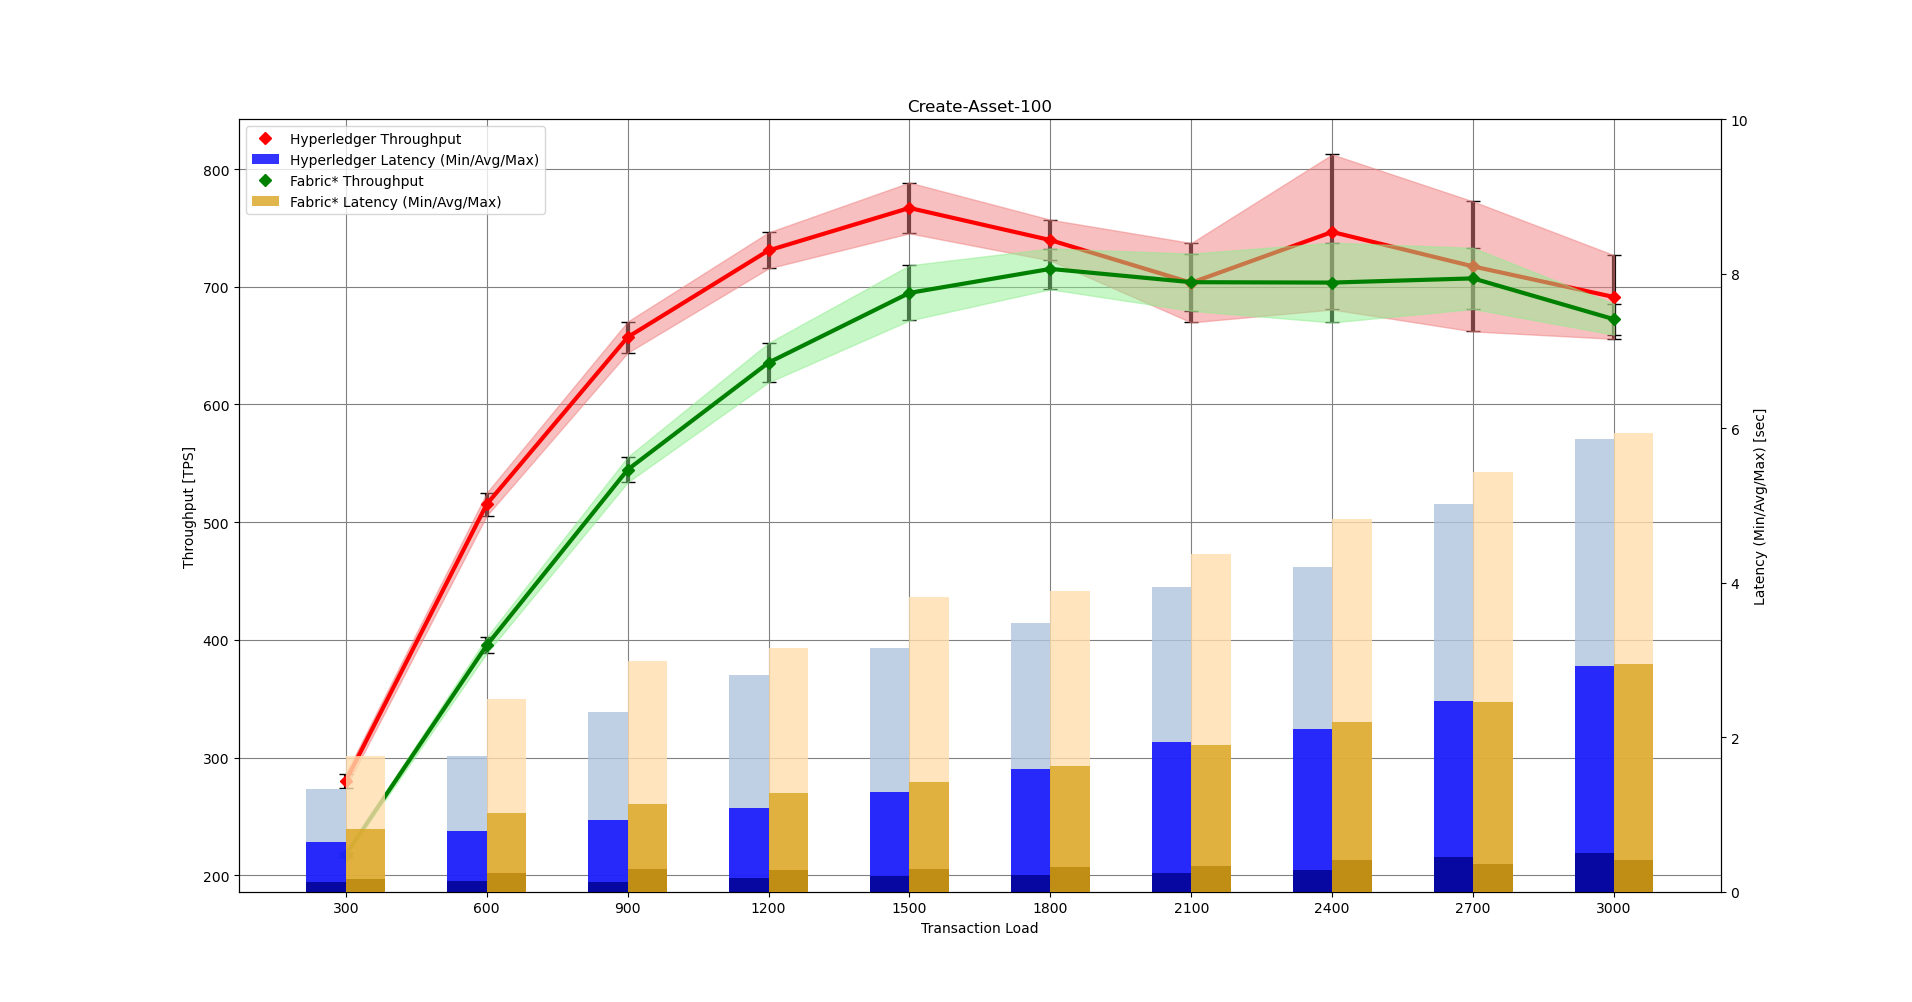 Create-Asset-100
Hyperledger Throughput
Hyperledger Latency (Min/Avg/Max)
Fabric* Throughput
Fabric* Latency (Min/Avg/Max)
Throughput [TPS]
800
700
600
500
400
300
200
10
8
6
4
2
0
Latency (Min/Avg/Max) [sec]
300 600 900 1200 1500 1800 2100 2400 2700 3000
Transaction Load